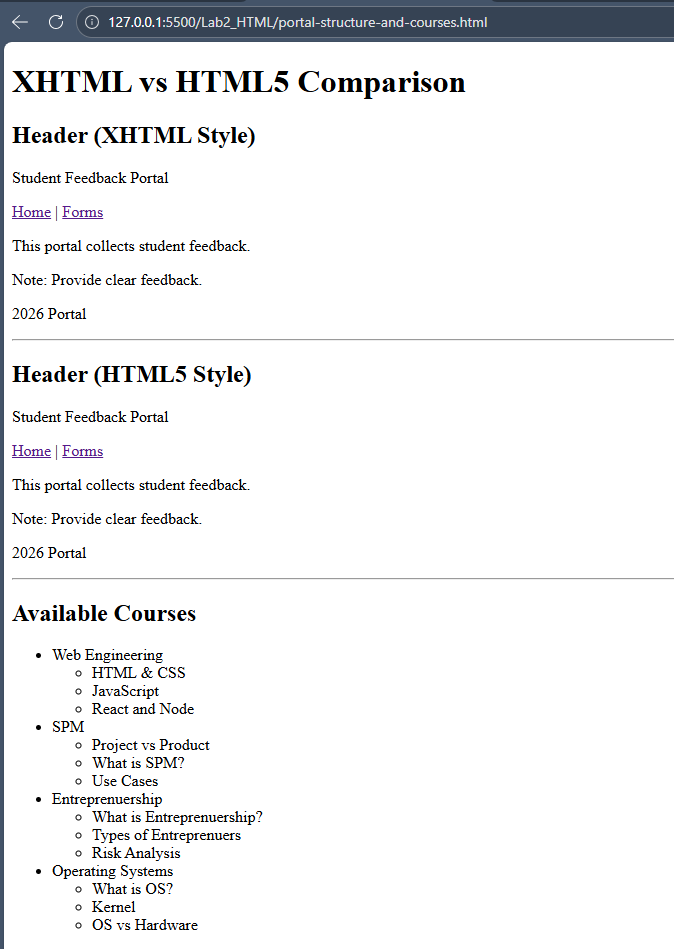 127.0.0.1:5500/Lab2_HTML/portal-structure-and-courses.html
XHTML vs HTML5 Comparison
Header (XHTML Style)
Student Feedback Portal
Home | Forms
This portal collects student feedback.
Note: Provide clear feedback.
2026 Portal
Header (HTML5 Style)
Student Feedback Portal
Home | Forms
This portal collects student feedback.
Note: Provide clear feedback.
2026 Portal
Available Courses
Web Engineering
HTML & CSS
JavaScript
React and Node
SPM
Project vs Product
What is SPM?
Use Cases
Entreprenuership
What is Entreprenuership?
Types of Entreprenuers
Risk Analysis
Operating Systems
What is OS?
Kernel
OS vs Hardware